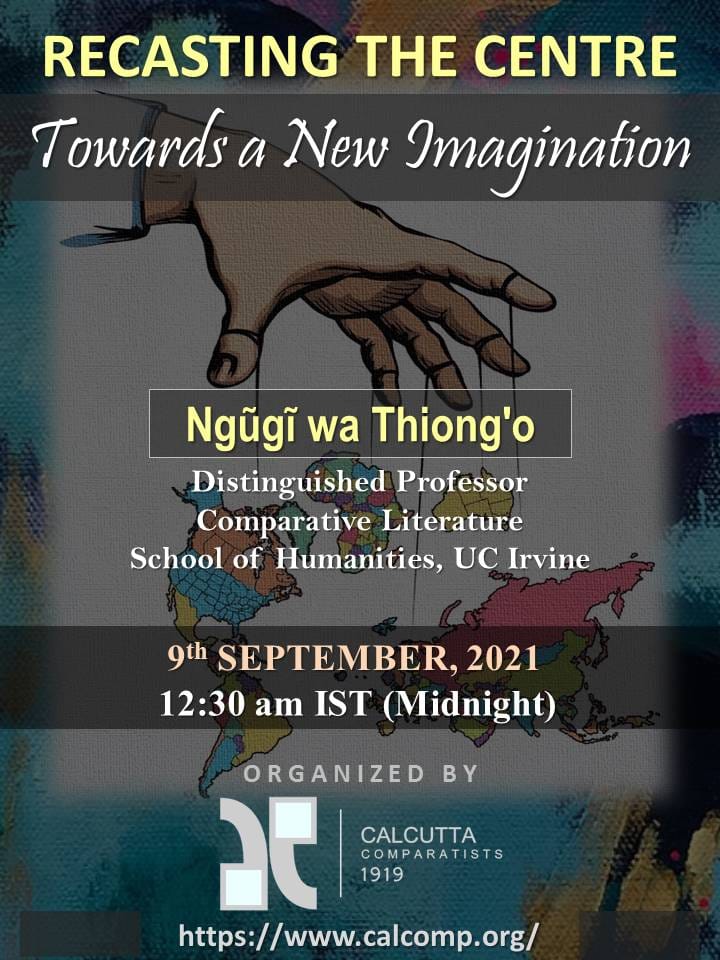 RECASTING THE CENTRE
Towards a New Imagination
Ngũgĩ wa Thiong'o
Distinguished Professor
Comparative Literature
School of Humanities, UC Irvine
9th SEPTEMBER, 2021
12:30 am IST (Midnight)
ORGANIZED BY
CALCUTTA
COMPARATISTS
1919
https://www.calcomp.org/